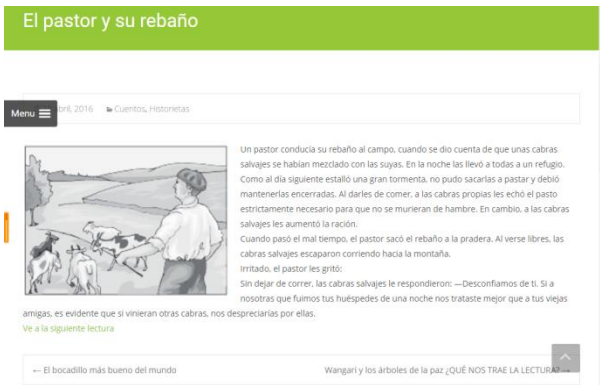 El pastor y su rebaño
Menu
bril, 2016 Cuentos, Historietas
Un pastor conducía su rebaño al campo, cuando se dio cuenta de que unas cabras
salvajes se habían mezclado con las suyas. En la noche las llevó a todas a un refugio.
Como al día siguiente estalló una gran tormenta, no pudo sacarlas a pastar y debió
mantenerlas encerradas. Al darles de comer, a las cabras propias les echó el pasto
estrictamente necesario para que no se murieran de hambre. En cambio, a las cabras
salvajes les aumentó la ración.
Cuando pasó el mal tiempo, el pastor sacó el rebaño a la pradera. Al verse libres, las
cabras salvajes escaparon corriendo hacia la montaña.
Irritado, el pastor les gritó:
Sin dejar de correr, las cabras salvajes le respondieron: —Desconfiamos de ti. Si a
nosotras que fuimos tus huéspedes de una noche nos trataste mejor que a tus viejas
amigas, es evidente que si vinieran otras cabras, nos despreciarías por ellas.
Ve a la siguiente lectura
← El bocadillo más bueno del mundo
Wangari y los árboles de la paz ¿QUÉ NOS TRAE LA LECTURA? →